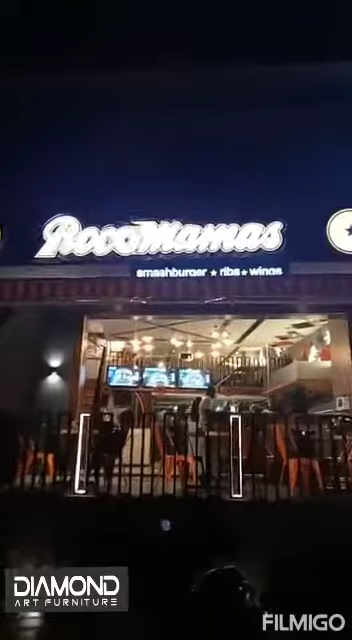 RocoMamas
smashburger ★ ribs ★ wings
DIAMOND
ART FURNITURE
FILMIGO